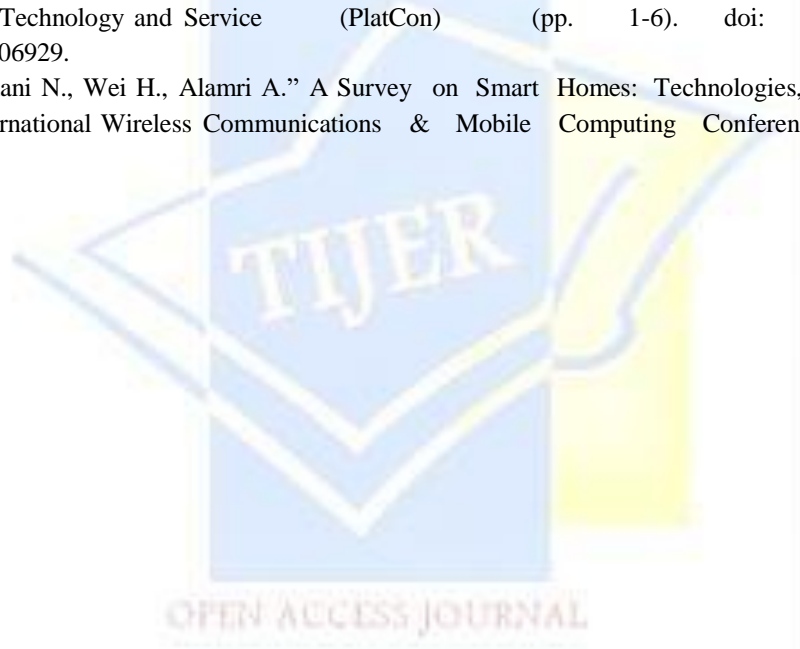 Technology and Service (PlatCon) (pp. 1-6). doi:
06929.
ani N., Wei H., Alamri A.” A Survey on Smart Homes: Technologies,
rnational Wireless Communications & Mobile Computing Conferen
TIJER
OPEN ACCESS JOURNAL